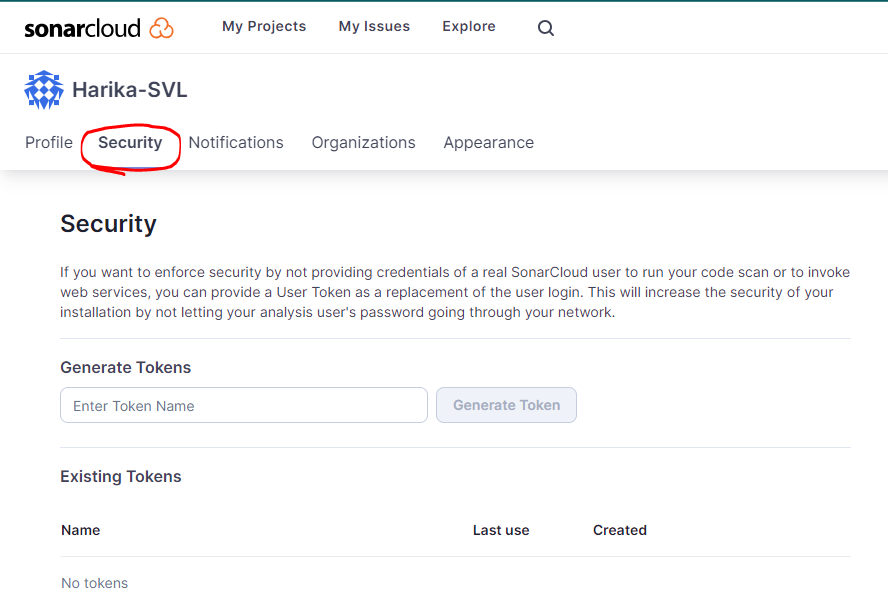 sonarcloud My Projects My Issues Explore
Harika-SVL
Profile Security Notifications Organizations Appearance
Security
If you want to enforce security by not providing credentials of a real SonarCloud user to run your code scan or to invoke
web services, you can provide a User Token as a replacement of the user login. This will increase the security of your
installation by not letting your analysis user's password going through your network.
Generate Tokens
Enter Token Name Generate Token
Existing Tokens
Name Last use Created
No tokens